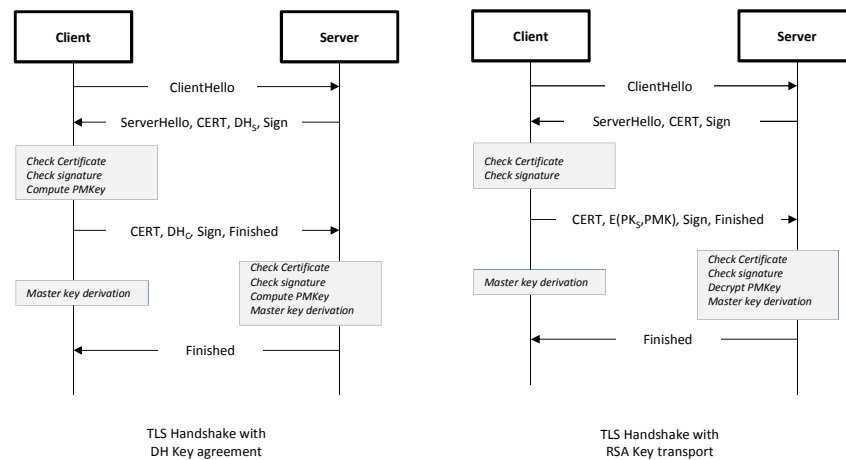 Client
Server
ClientHello
ServerHello, CERT, DHS, Sign
Check Certificate
Check signature
Compute PMKey
CERT, DHC, Sign, Finished
Check Certificate
Check signature
Compute PMKey
Master key derivation
Master key derivation
Finished
TLS Handshake with
DH Key agreement
Client
Server
ClientHello
ServerHello, CERT, Sign
Check Certificate
Check signature
CERT, E(PKS,PMK), Sign, Finished
Check Certificate
Check signature
Decrypt PMKey
Master key derivation
Master key derivation
Finished
TLS Handshake with
RSA Key transport